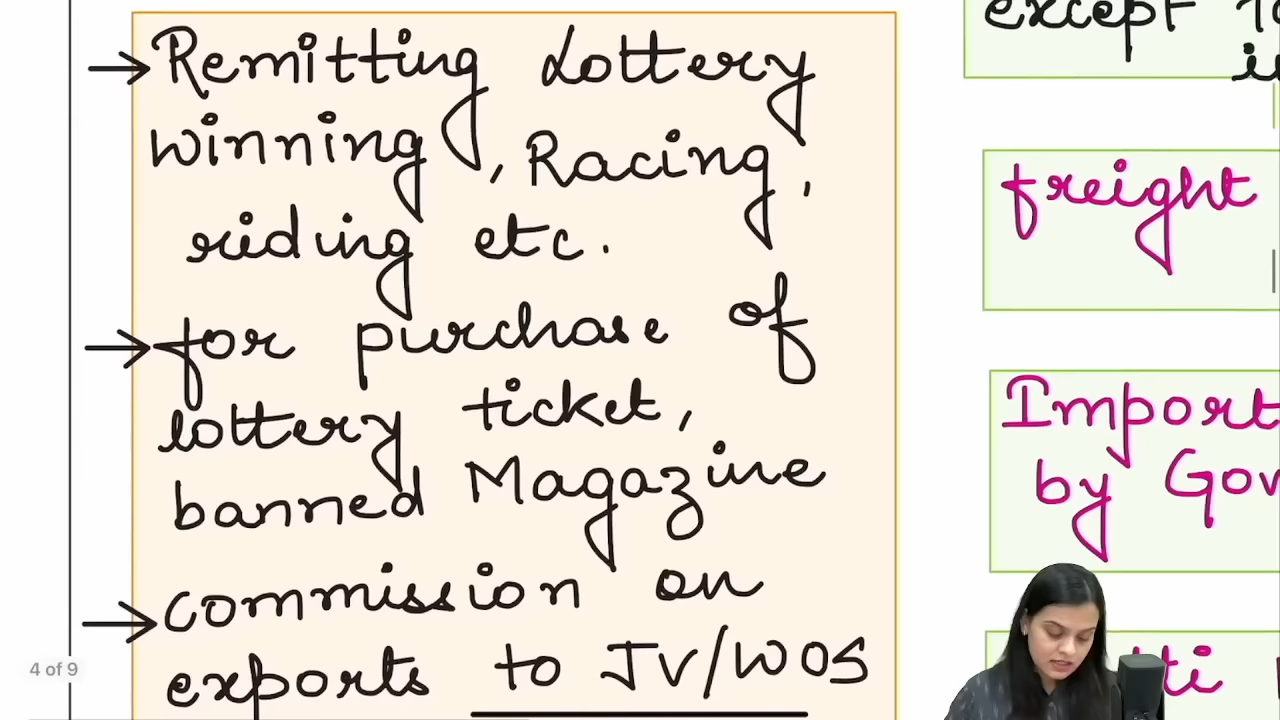 Remitting Lottery
winning, Racing,
riding etc.
for purchase of
lottery ticket,
banned Magazine
commission on
exports to JV/WOS
except
freight
Import
by Gov
4 of 9